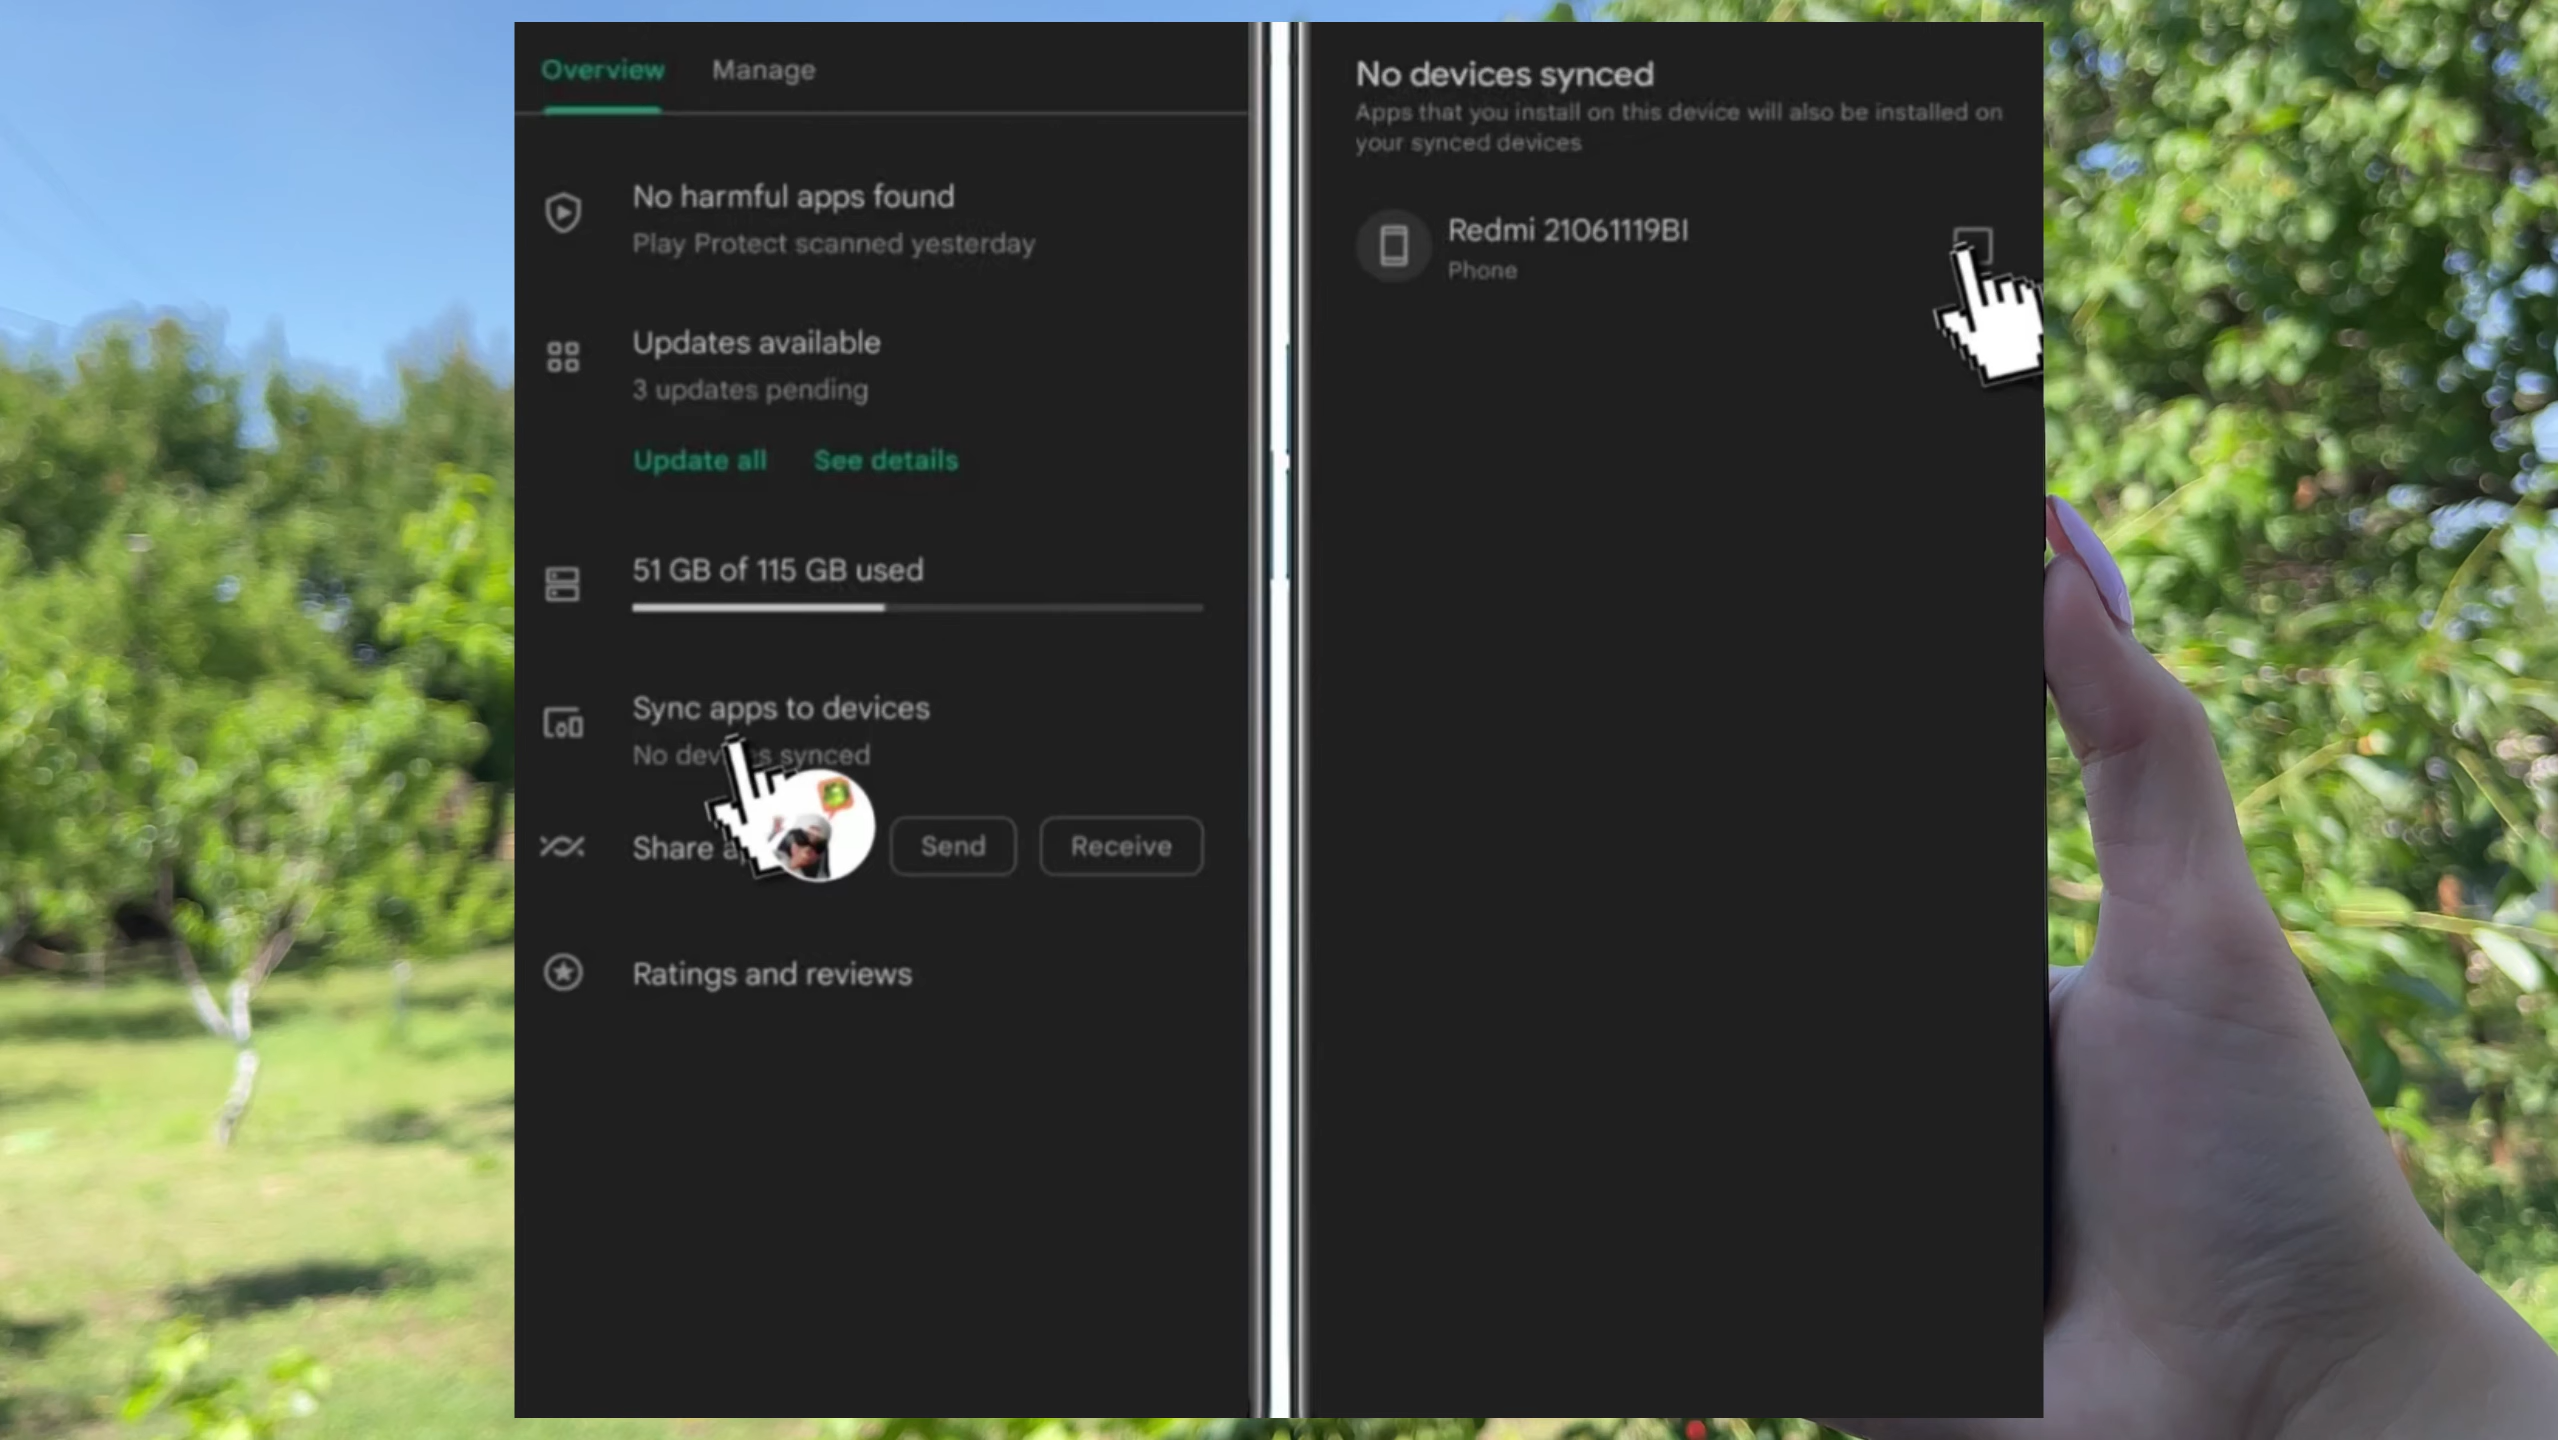 Overview
Manage
No harmful apps found
Play Protect scanned yesterday
Updates available
3 updates pending
Update all
See details
51 GB of 115 GB used
Sync apps to devices
No synced
Share
Send
Receive
Ratings and reviews
No devices synced
Apps that you install on this device will also be installed on
your synced devices
Redmi 21061119BI
Phone